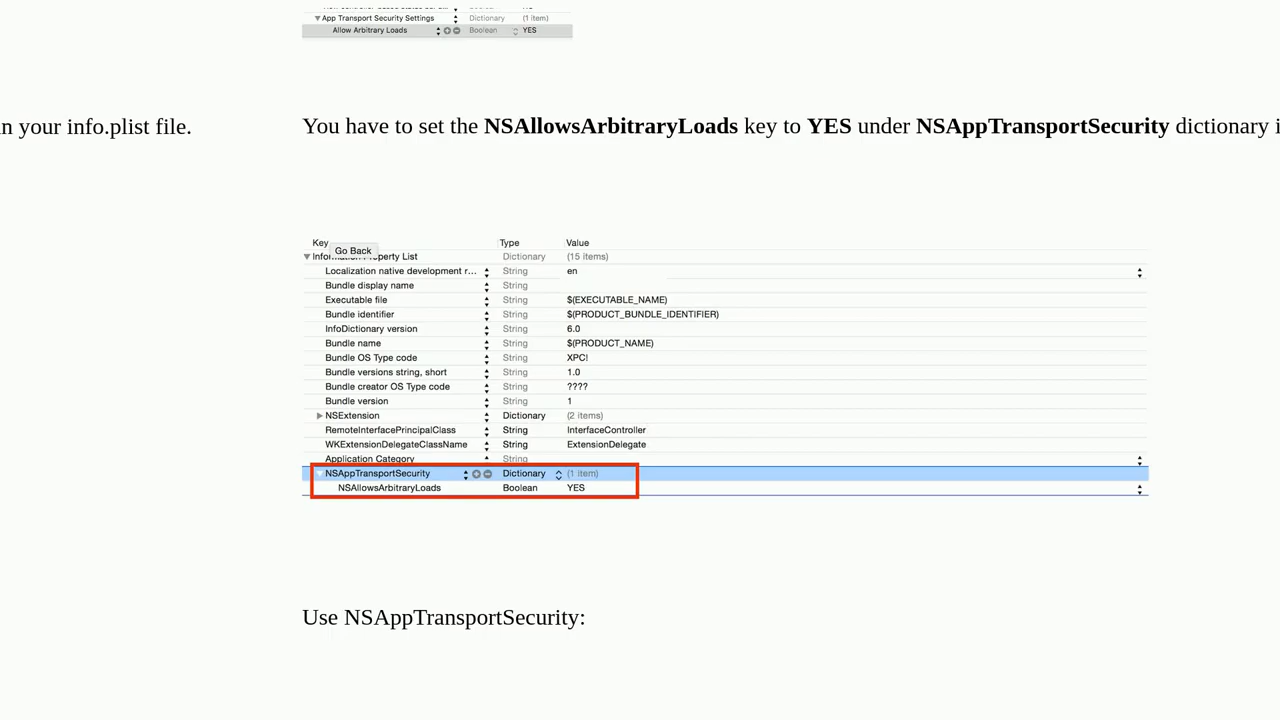 App Transport Security Settings Dictionary (1 item)
Allow Arbitrary Loads Boolean YES
n your info.plist file. You have to set the NSAllowsArbitraryLoads key to YES under NSAppTransportSecurity dictionary i
Key Type Value
Go Back
Information Property List Dictionary (15 items)
Localization native development r... String en
Bundle display name String
Executable file String $(EXECUTABLE_NAME)
Bundle identifier String $(PRODUCT_BUNDLE_IDENTIFIER)
InfoDictionary version String 6.0
Bundle name String $(PRODUCT_NAME)
Bundle OS Type code String XPC!
Bundle versions string, short String 1.0
Bundle creator OS Type code String ????
Bundle version String 1
NSExtension Dictionary (2 items)
RemoteInterfacePrincipalClass String InterfaceController
WKExtensionDelegateClassName String ExtensionDelegate
Application Category String
NSAppTransportSecurity Dictionary (1 item)
NSAllowsArbitraryLoads Boolean YES
Use NSAppTransportSecurity: